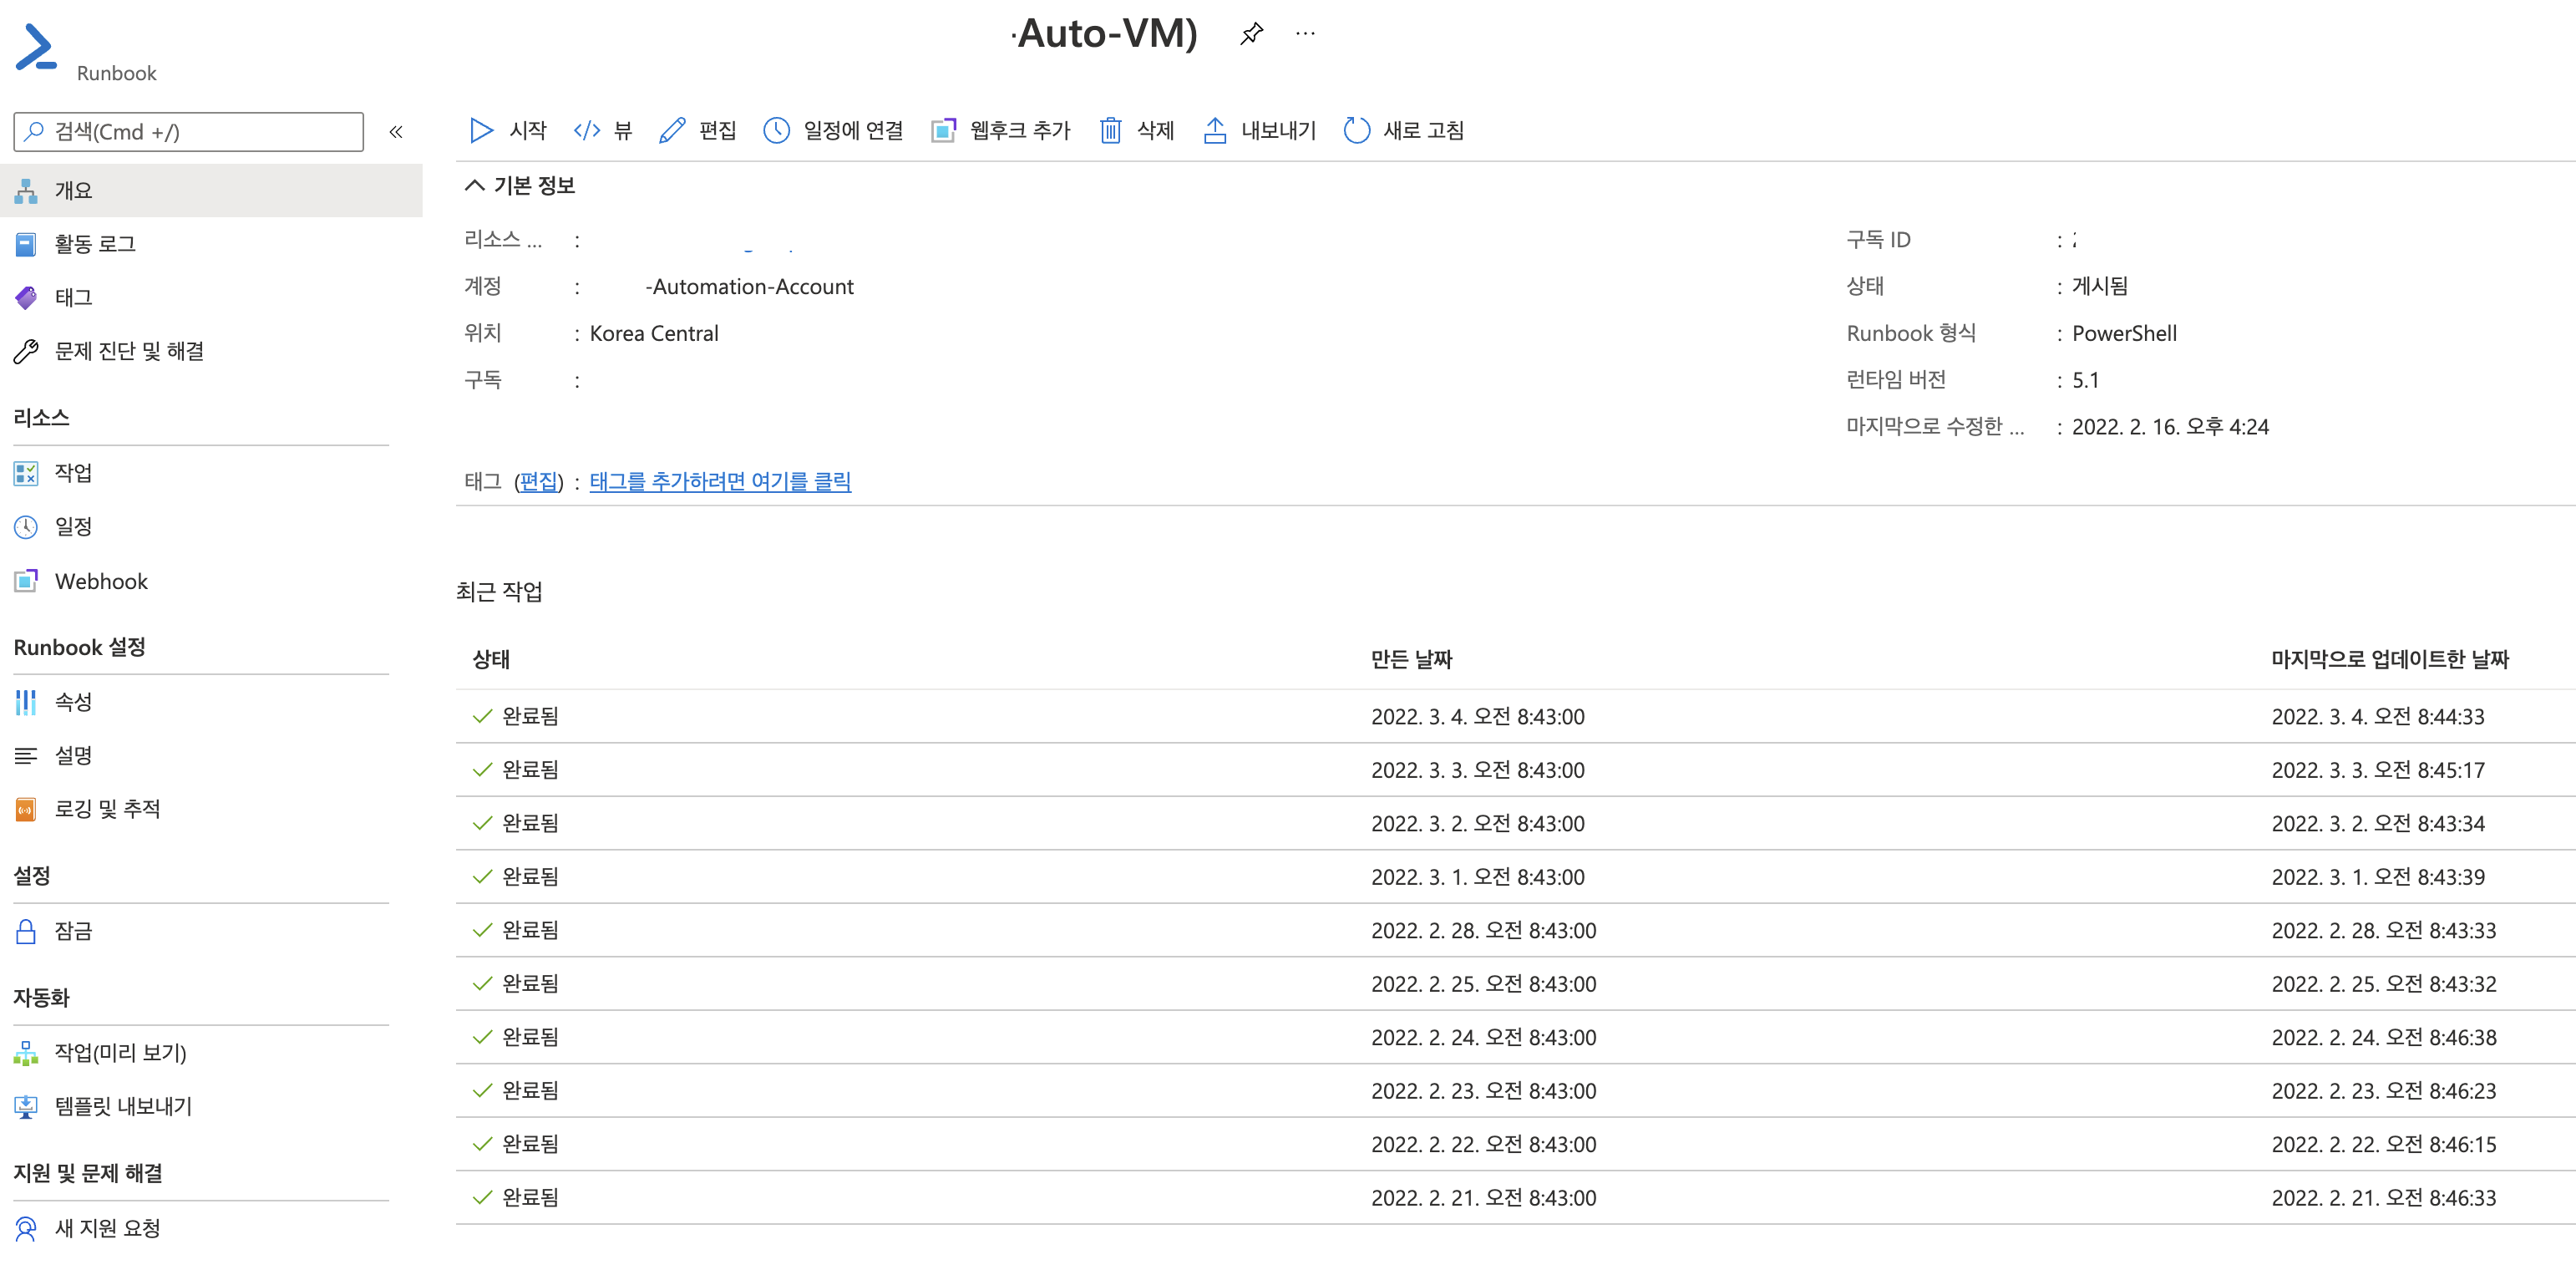 Auto-VM)
Runbook
검색(Cmd +/)
시작 뷰 편집 일정에 연결 웹후크 추가 삭제 내보내기 새로 고침
개요
활동 로그
태그
문제 진단 및 해결
리소스
작업
일정
Webhook
Runbook 설정
속성
설명
로깅 및 추적
설정
잠금
자동화
작업(미리 보기)
템플릿 내보내기
지원 및 문제 해결
새 지원 요청
기본 정보
리소스 ... :
계정 : -Automation-Account
위치 : Korea Central
구독 :
구독 ID :
상태 : 게시됨
Runbook 형식 : PowerShell
런타임 버전 : 5.1
마지막으로 수정한 ... : 2022. 2. 16. 오후 4:24
태그 (편집) : 태그를 추가하려면 여기를 클릭
최근 작업
상태 만든 날짜 마지막으로 업데이트한 날짜
완료됨 2022. 3. 4. 오전 8:43:00 2022. 3. 4. 오전 8:44:33
완료됨 2022. 3. 3. 오전 8:43:00 2022. 3. 3. 오전 8:45:17
완료됨 2022. 3. 2. 오전 8:43:00 2022. 3. 2. 오전 8:43:34
완료됨 2022. 3. 1. 오전 8:43:00 2022. 3. 1. 오전 8:43:39
완료됨 2022. 2. 28. 오전 8:43:00 2022. 2. 28. 오전 8:43:33
완료됨 2022. 2. 25. 오전 8:43:00 2022. 2. 25. 오전 8:43:32
완료됨 2022. 2. 24. 오전 8:43:00 2022. 2. 24. 오전 8:46:38
완료됨 2022. 2. 23. 오전 8:43:00 2022. 2. 23. 오전 8:46:23
완료됨 2022. 2. 22. 오전 8:43:00 2022. 2. 22. 오전 8:46:15
완료됨 2022. 2. 21. 오전 8:43:00 2022. 2. 21. 오전 8:46:33